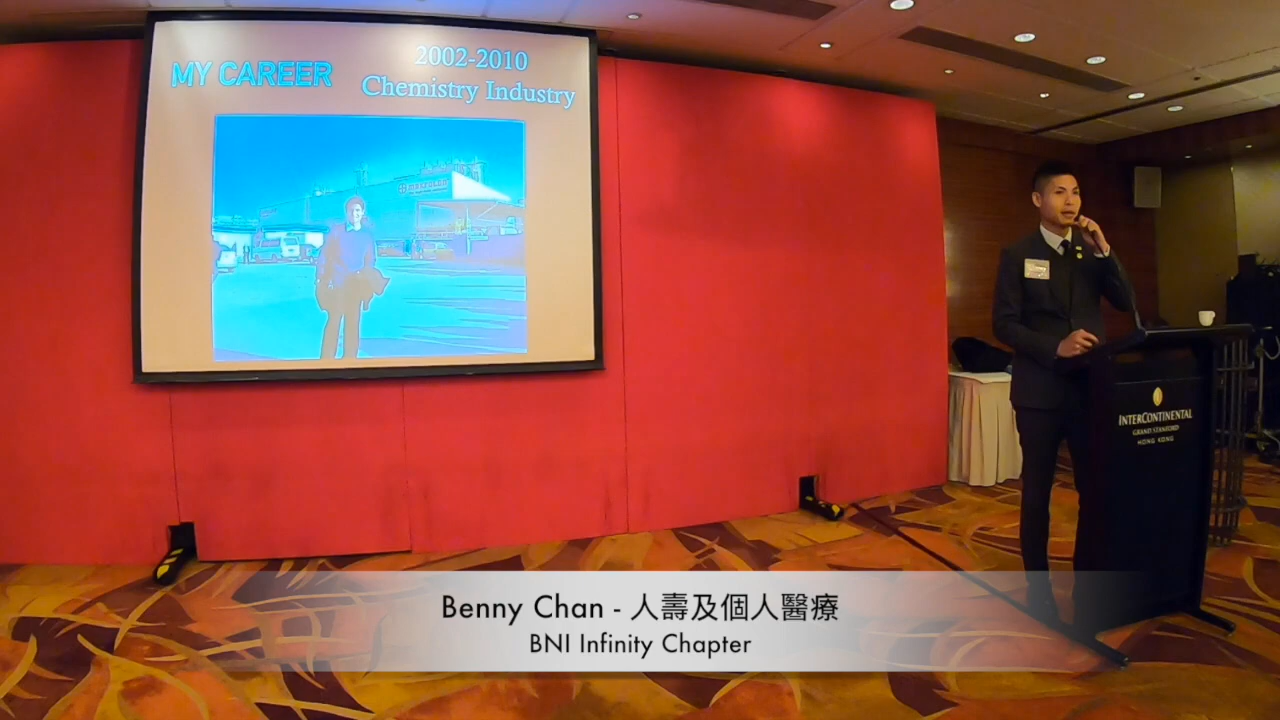 MY CAREER
2002-2010
Chemistry Industry
INTERCONTINENTAL
GRAND STANFORD
HONG KONG
Benny Chan - 人壽及個人醫療
BNI Infinity Chapter